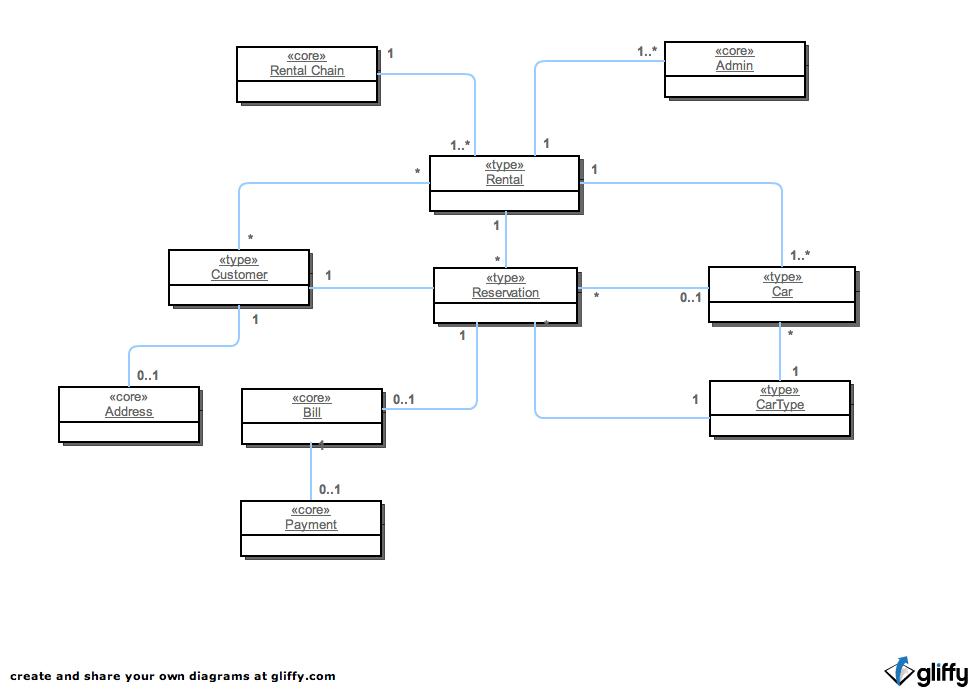 «core»
Rental Chain
1
1..*
«core»
Admin
1..*
1
«type»
Rental
*
1
1
*
«type»
Customer
1
*
«type»
Reservation
*
*
0..1
1..*
«type»
Car
1
0..1
«core»
Address
1
0..1
«core»
Bill
1
*
1
«type»
CarType
1
0..1
«core»
Payment
create and share your own diagrams at gliffy.com
gliffy